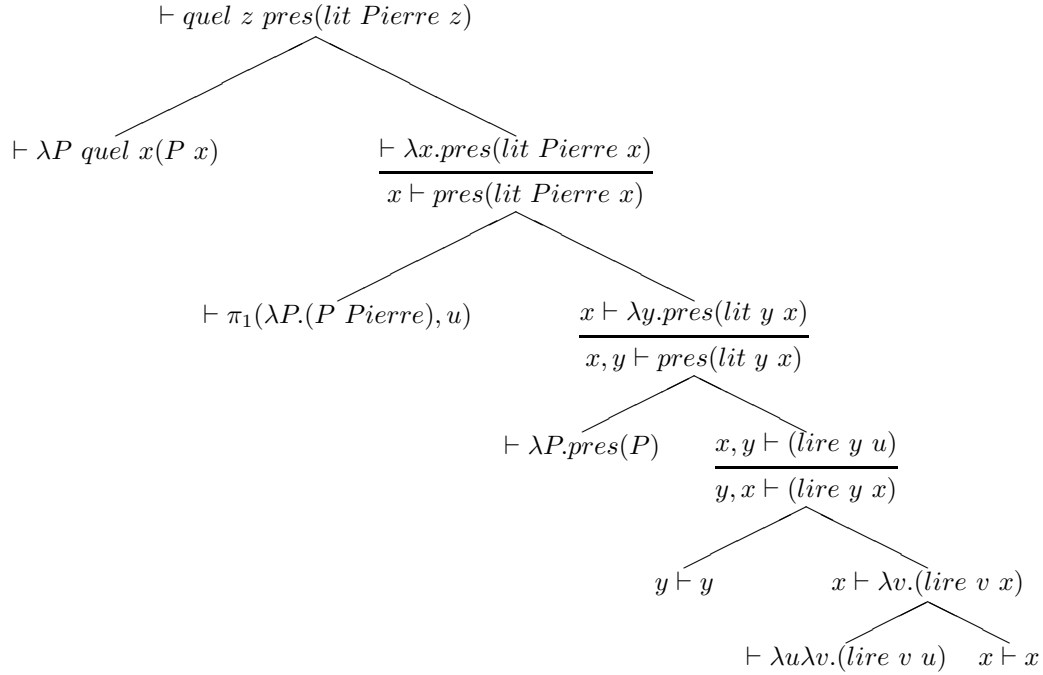 ⊢ quel z pres(lit Pierre z)
⊢ λP quel x(P x)
⊢ λx.pres(lit Pierre x)
x ⊢ pres(lit Pierre x)
⊢ π₁(λP.(P Pierre), u)
x ⊢ λy.pres(lit y x)
x, y ⊢ pres(lit y x)
⊢ λP.pres(P)
x, y ⊢ (lire y u)
y, x ⊢ (lire y x)
y ⊢ y
x ⊢ λv.(lire v x)
⊢ λuλv.(lire v u)
x ⊢ x